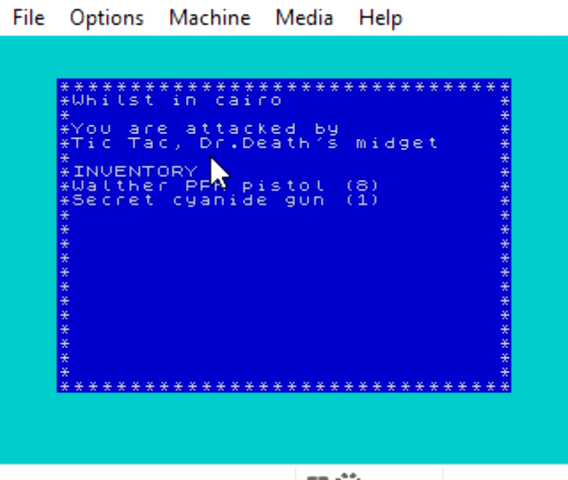 File Options Machine Media Help
*******************************
*Whilst in cairo *
* *
*You are attacked by *
*Tic Tac, Dr.Death's midget *
* *
*INVENTORY *
*Walther pistol (8) *
*Secret cyanide gun (1) *
* *
* *
* *
* *
* *
* *
* *
* *
* *
* *
* *
* *
*******************************